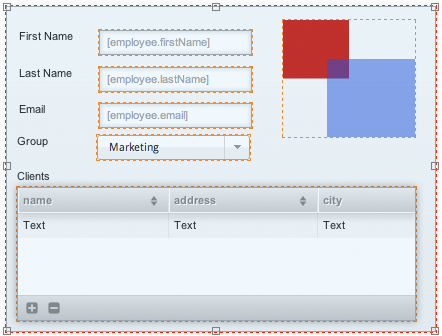 First Name [employee.firstName]
Last Name [employee.lastName]
Email [employee.email]
Group Marketing
Clients
name address city
Text Text Text